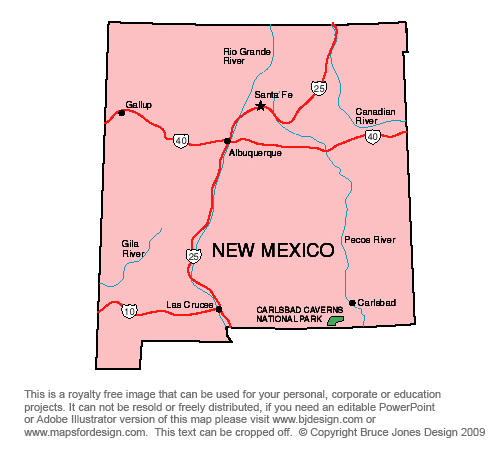 Rio Grande
River
25
Santa Fe
Gallup
Canadian
River
40
40
Albuquerque
Gila
River
Pecos River
25
NEW MEXICO
10
Las Cruces
CARLSBAD CAVERNS
NATIONAL PARK
Carlsbad
This is a royalty free image that can be used for your personal, corporate or education
projects. It can not be resold or freely distributed, if you need an editable PowerPoint
or Adobe Illustrator version of this map please visit www.bjdesign.com or
www.mapsfordesign.com. This text can be cropped off. © Copyright Bruce Jones Design 2009